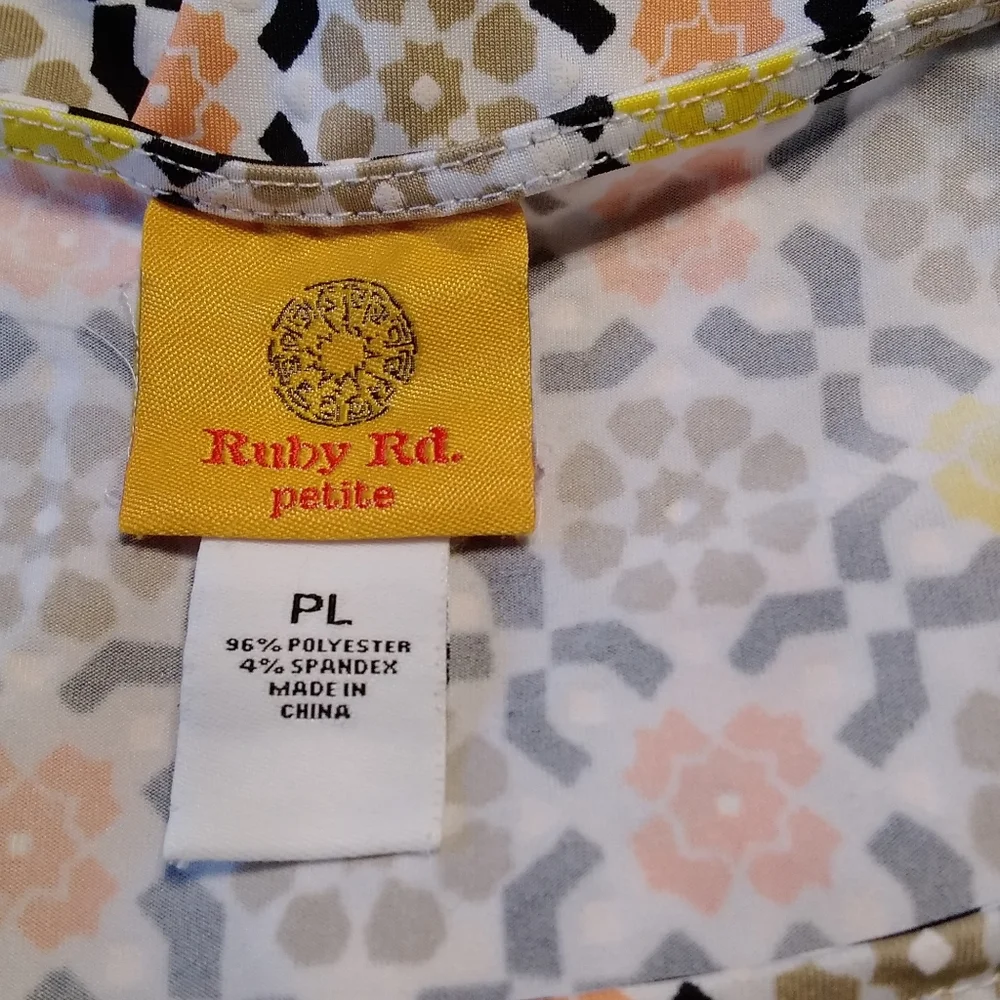 Ruby Rd.
petite
PL
96% POLYESTER
4% SPANDEX
MADE IN
CHINA